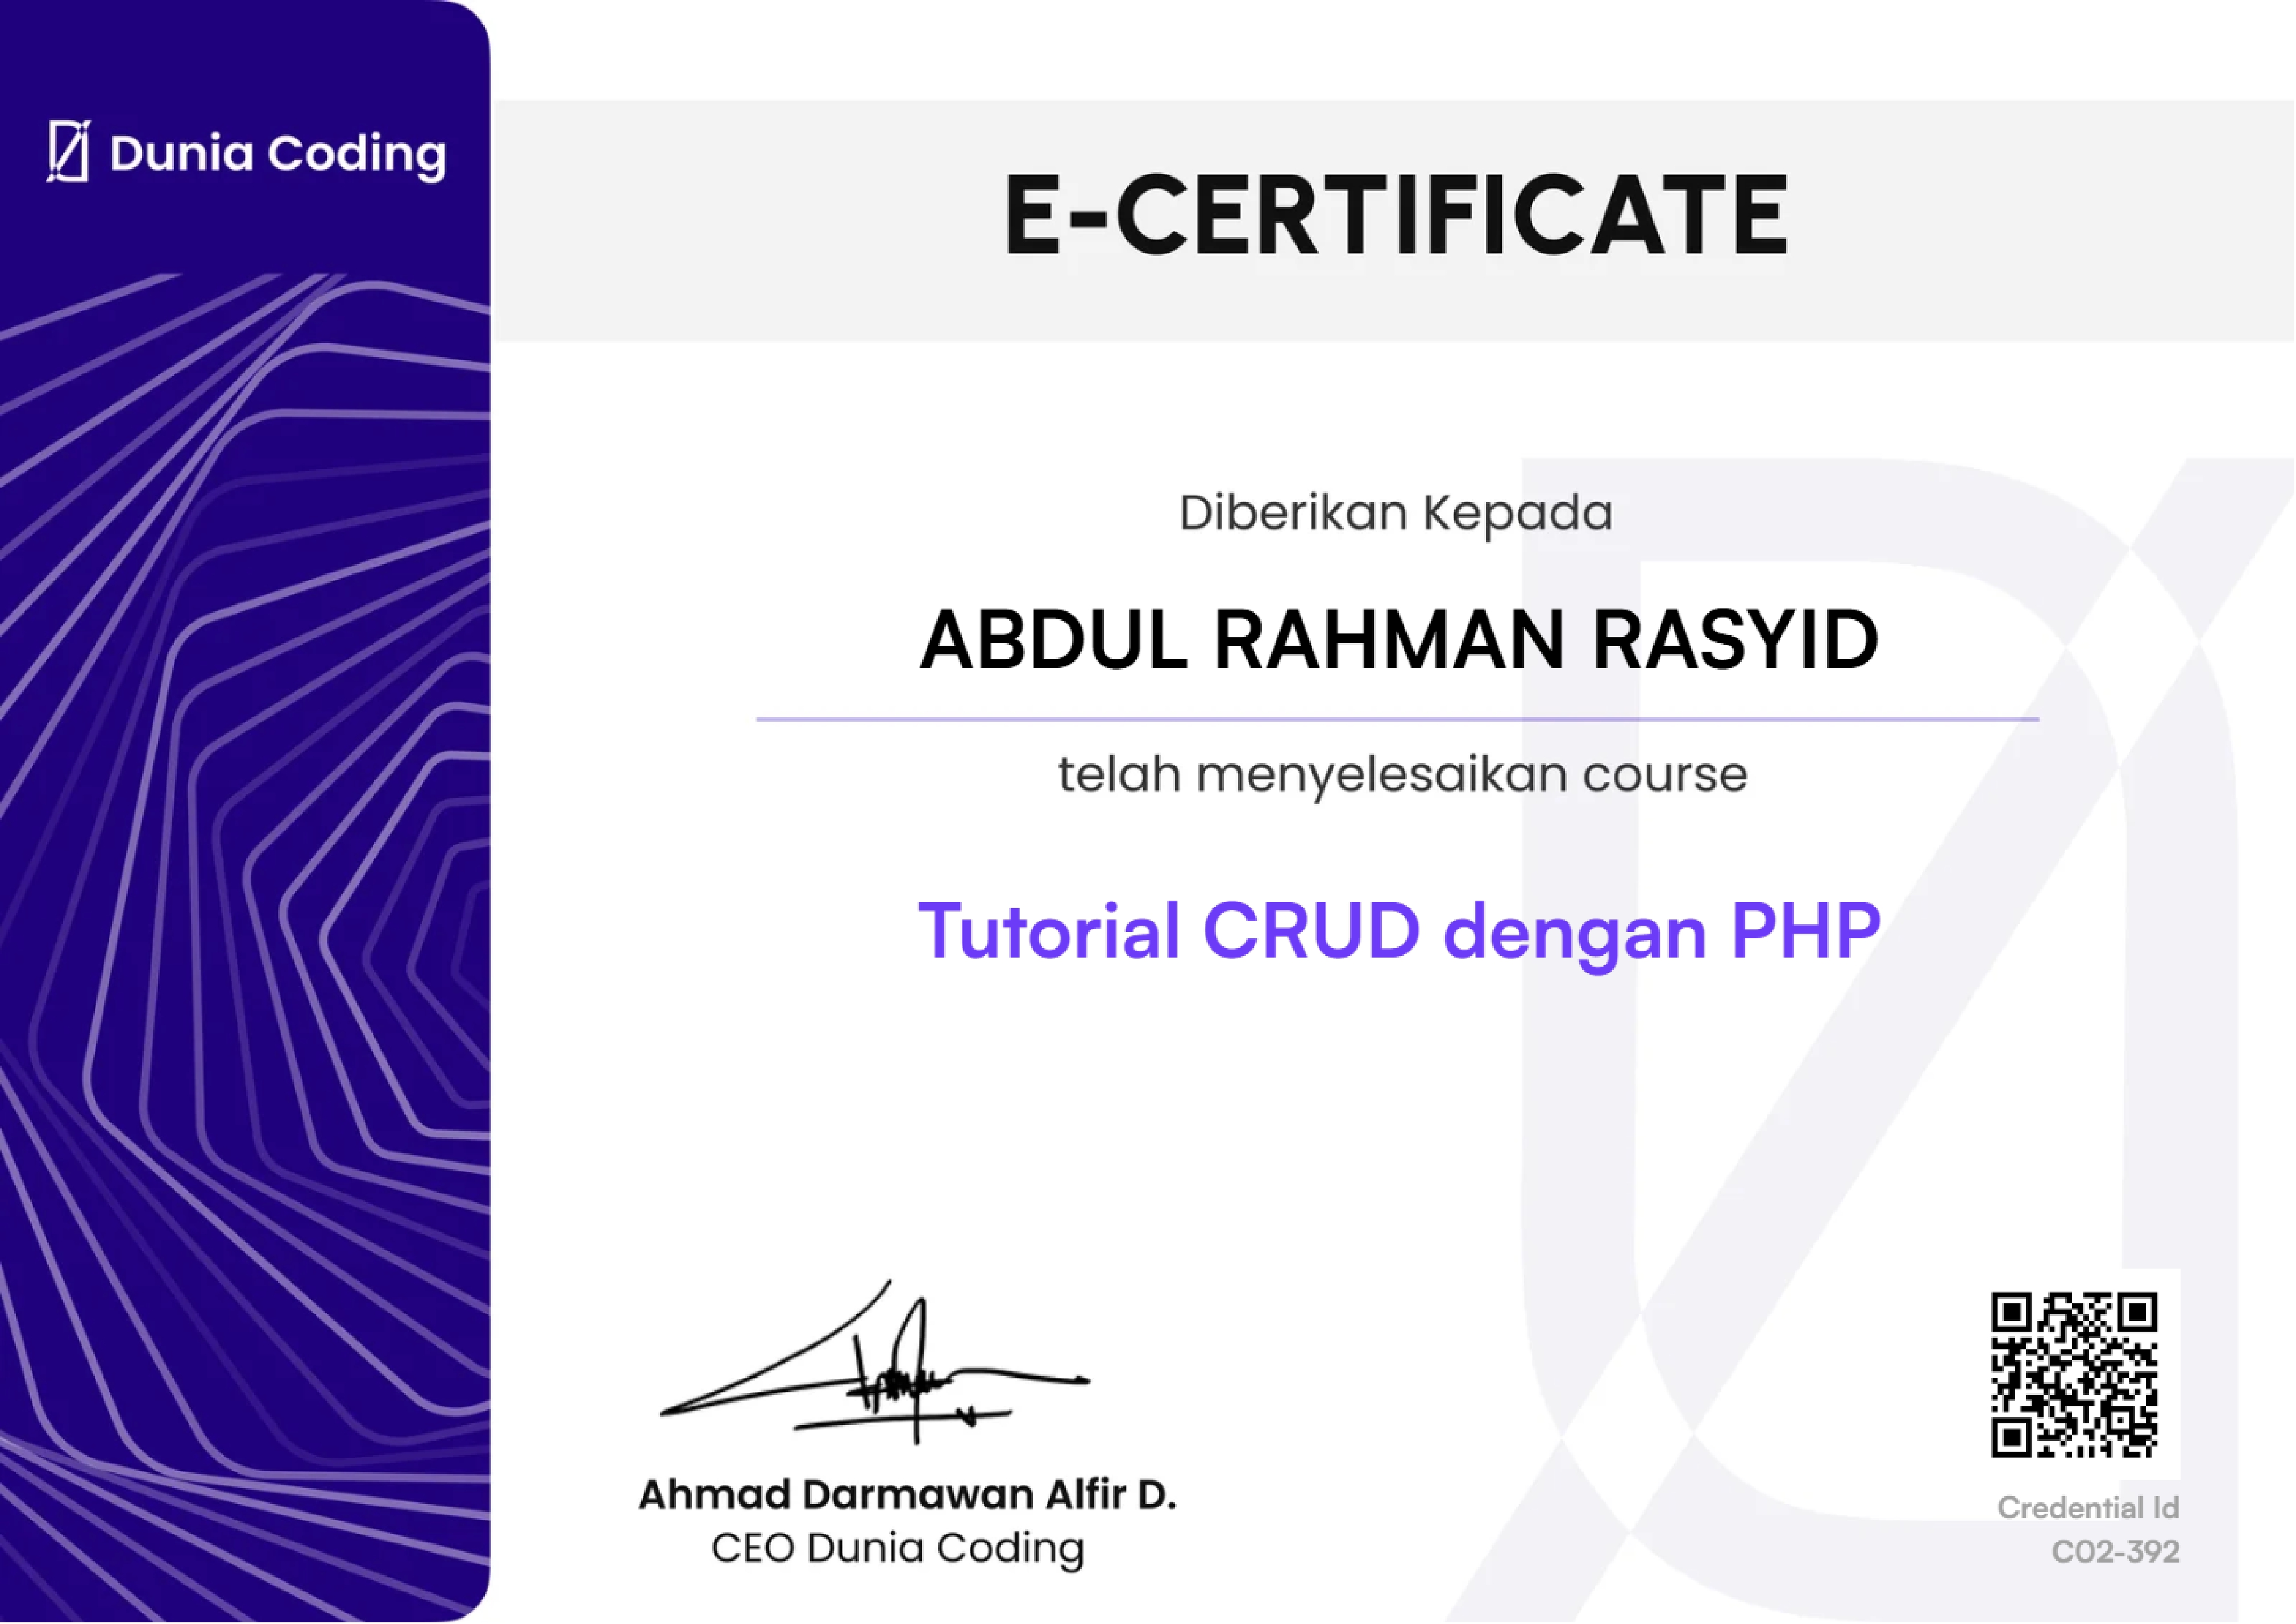 Dunia Coding
E-CERTIFICATE
Diberikan Kepada
ABDUL RAHMAN RASYID
telah menyelesaikan course
Tutorial CRUD dengan PHP
Ahmad Darmawan Alfir D.
CEO Dunia Coding
Credential Id
C02-392